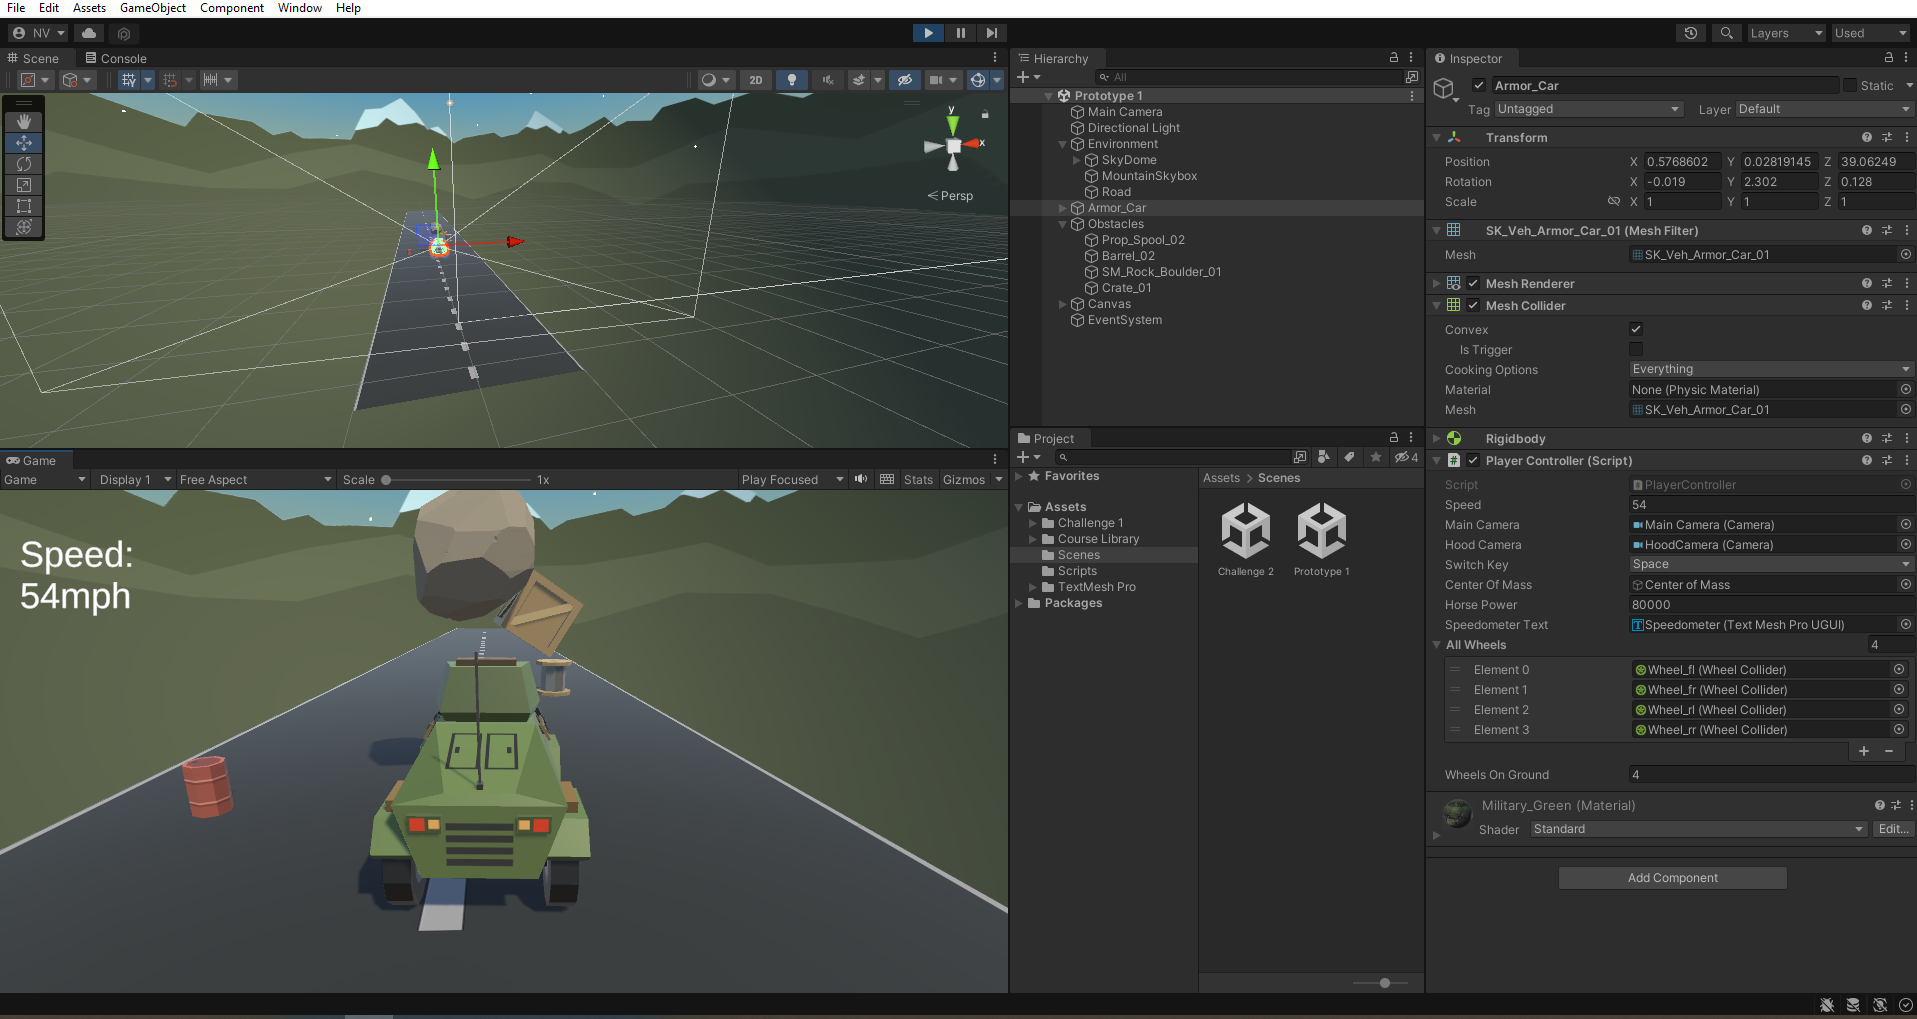 File Edit Assets GameObject Component Window Help
NV Layers Used
Scene Console
2D
y
x
Persp
Game
Game Display 1 Free Aspect Scale 1x Play Focused Stats Gizmos
Speed:
54mph
Hierarchy
All
Prototype 1
Main Camera
Directional Light
Environment
SkyDome
MountainSkybox
Road
Armor_Car
Obstacles
Prop_Spool_02
Barrel_02
SM_Rock_Boulder_01
Crate_01
Canvas
EventSystem
Project
4
Favorites
Assets
Challenge 1
Course Library
Scenes
Scripts
TextMesh Pro
Packages
Assets > Scenes
Challenge 2 Prototype 1
Inspector
Armor_Car Static
Tag Untagged Layer Default
Transform
Position X 0.5768602 Y 0.02819145 Z 39.06249
Rotation X -0.019 Y 2.302 Z 0.128
Scale X 1 Y 1 Z 1
SK_Veh_Armor_Car_01 (Mesh Filter)
Mesh SK_Veh_Armor_Car_01
Mesh Renderer
Mesh Collider
Convex
Is Trigger
Cooking Options Everything
Material None (Physic Material)
Mesh SK_Veh_Armor_Car_01
Rigidbody
Player Controller (Script)
Script PlayerController
Speed 54
Main Camera Main Camera (Camera)
Hood Camera HoodCamera (Camera)
Switch Key Space
Center Of Mass Center of Mass
Horse Power 80000
Speedometer Text Speedometer (Text Mesh Pro UGUI)
All Wheels 4
Element 0 Wheel_fl (Wheel Collider)
Element 1 Wheel_fr (Wheel Collider)
Element 2 Wheel_rl (Wheel Collider)
Element 3 Wheel_rr (Wheel Collider)
Wheels On Ground 4
Military_Green (Material)
Shader Standard Edit...
Add Component